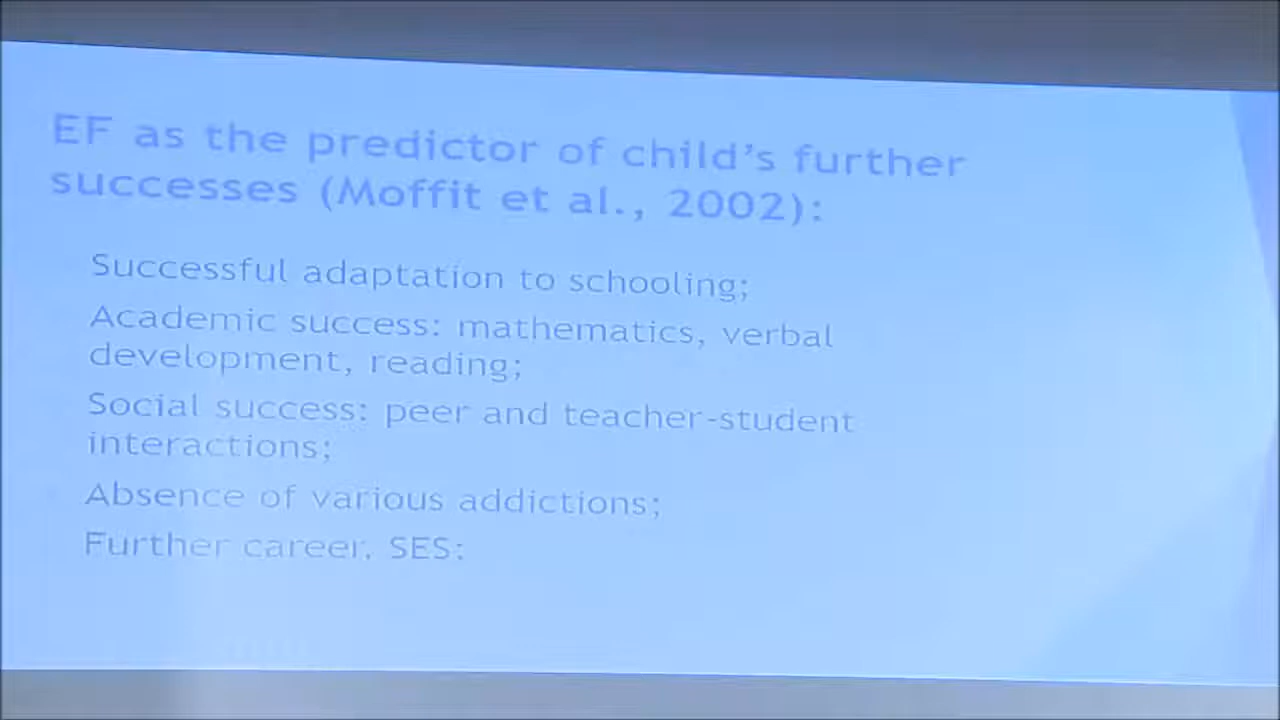 EF as the predictor of child's further
successes (Moffit et al., 2002):
Successful adaptation to schooling;
Academic success: mathematics, verbal
development, reading;
Social success: peer and teacher-student
interactions;
Absence of various addictions;
Further career. SES: